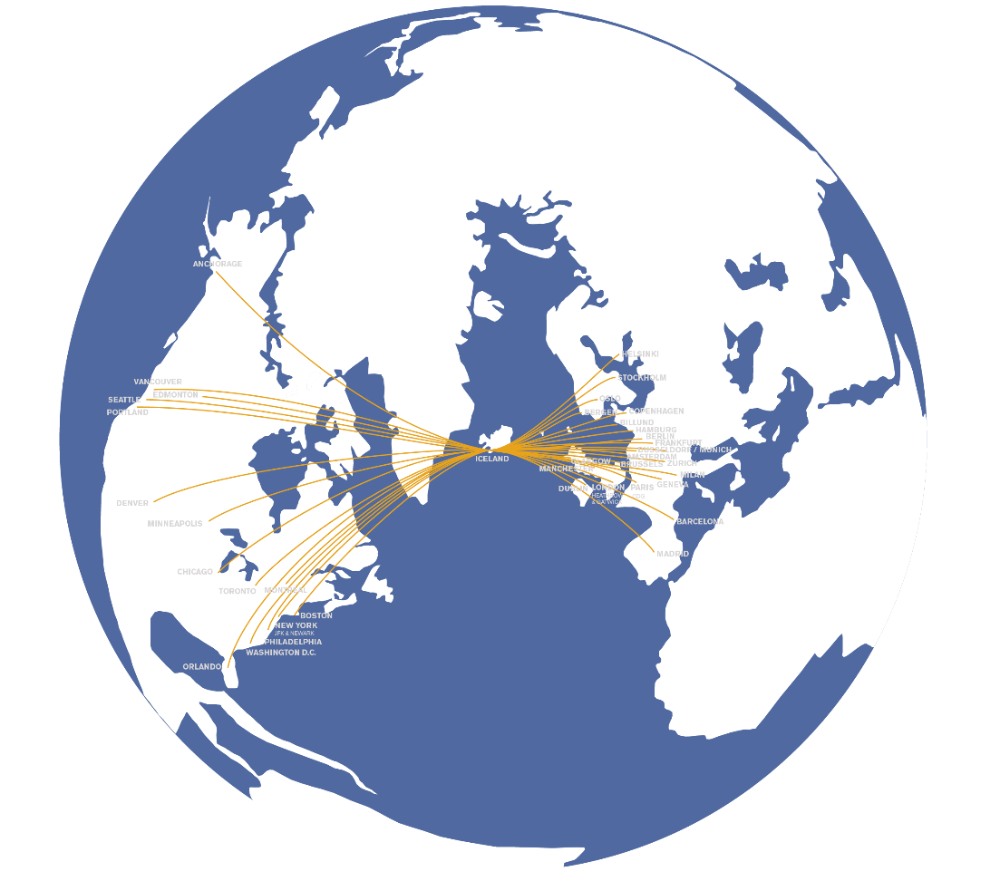 ANCHORAGE
VANCOUVER
EDMONTON
SEATTLE
PORTLAND
DENVER
MINNEAPOLIS
CHICAGO
TORONTO
MONTREAL
BOSTON
NEW YORK
JFK & NEWARK
PHILADELPHIA
WASHINGTON D.C.
ORLANDO
ICELAND
HELSINKI
STOCKHOLM
OSLO
BERGEN
COPENHAGEN
BILLUND
HAMBURG
BERLIN
FRANKFURT
DUSSELDORF / MUNICH
AMSTERDAM
GLASGOW
BRUSSELS
ZURICH
MANCHESTER
MILAN
GENEVA
DUBLIN
LONDON
HEATHROW
& GATWICK
PARIS
BARCELONA
MADRID